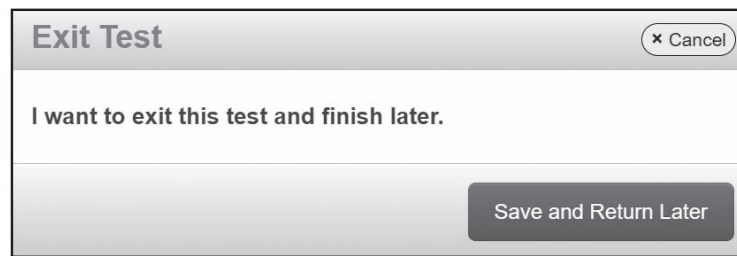 Exit Test
× Cancel
I want to exit this test and finish later.
Save and Return Later